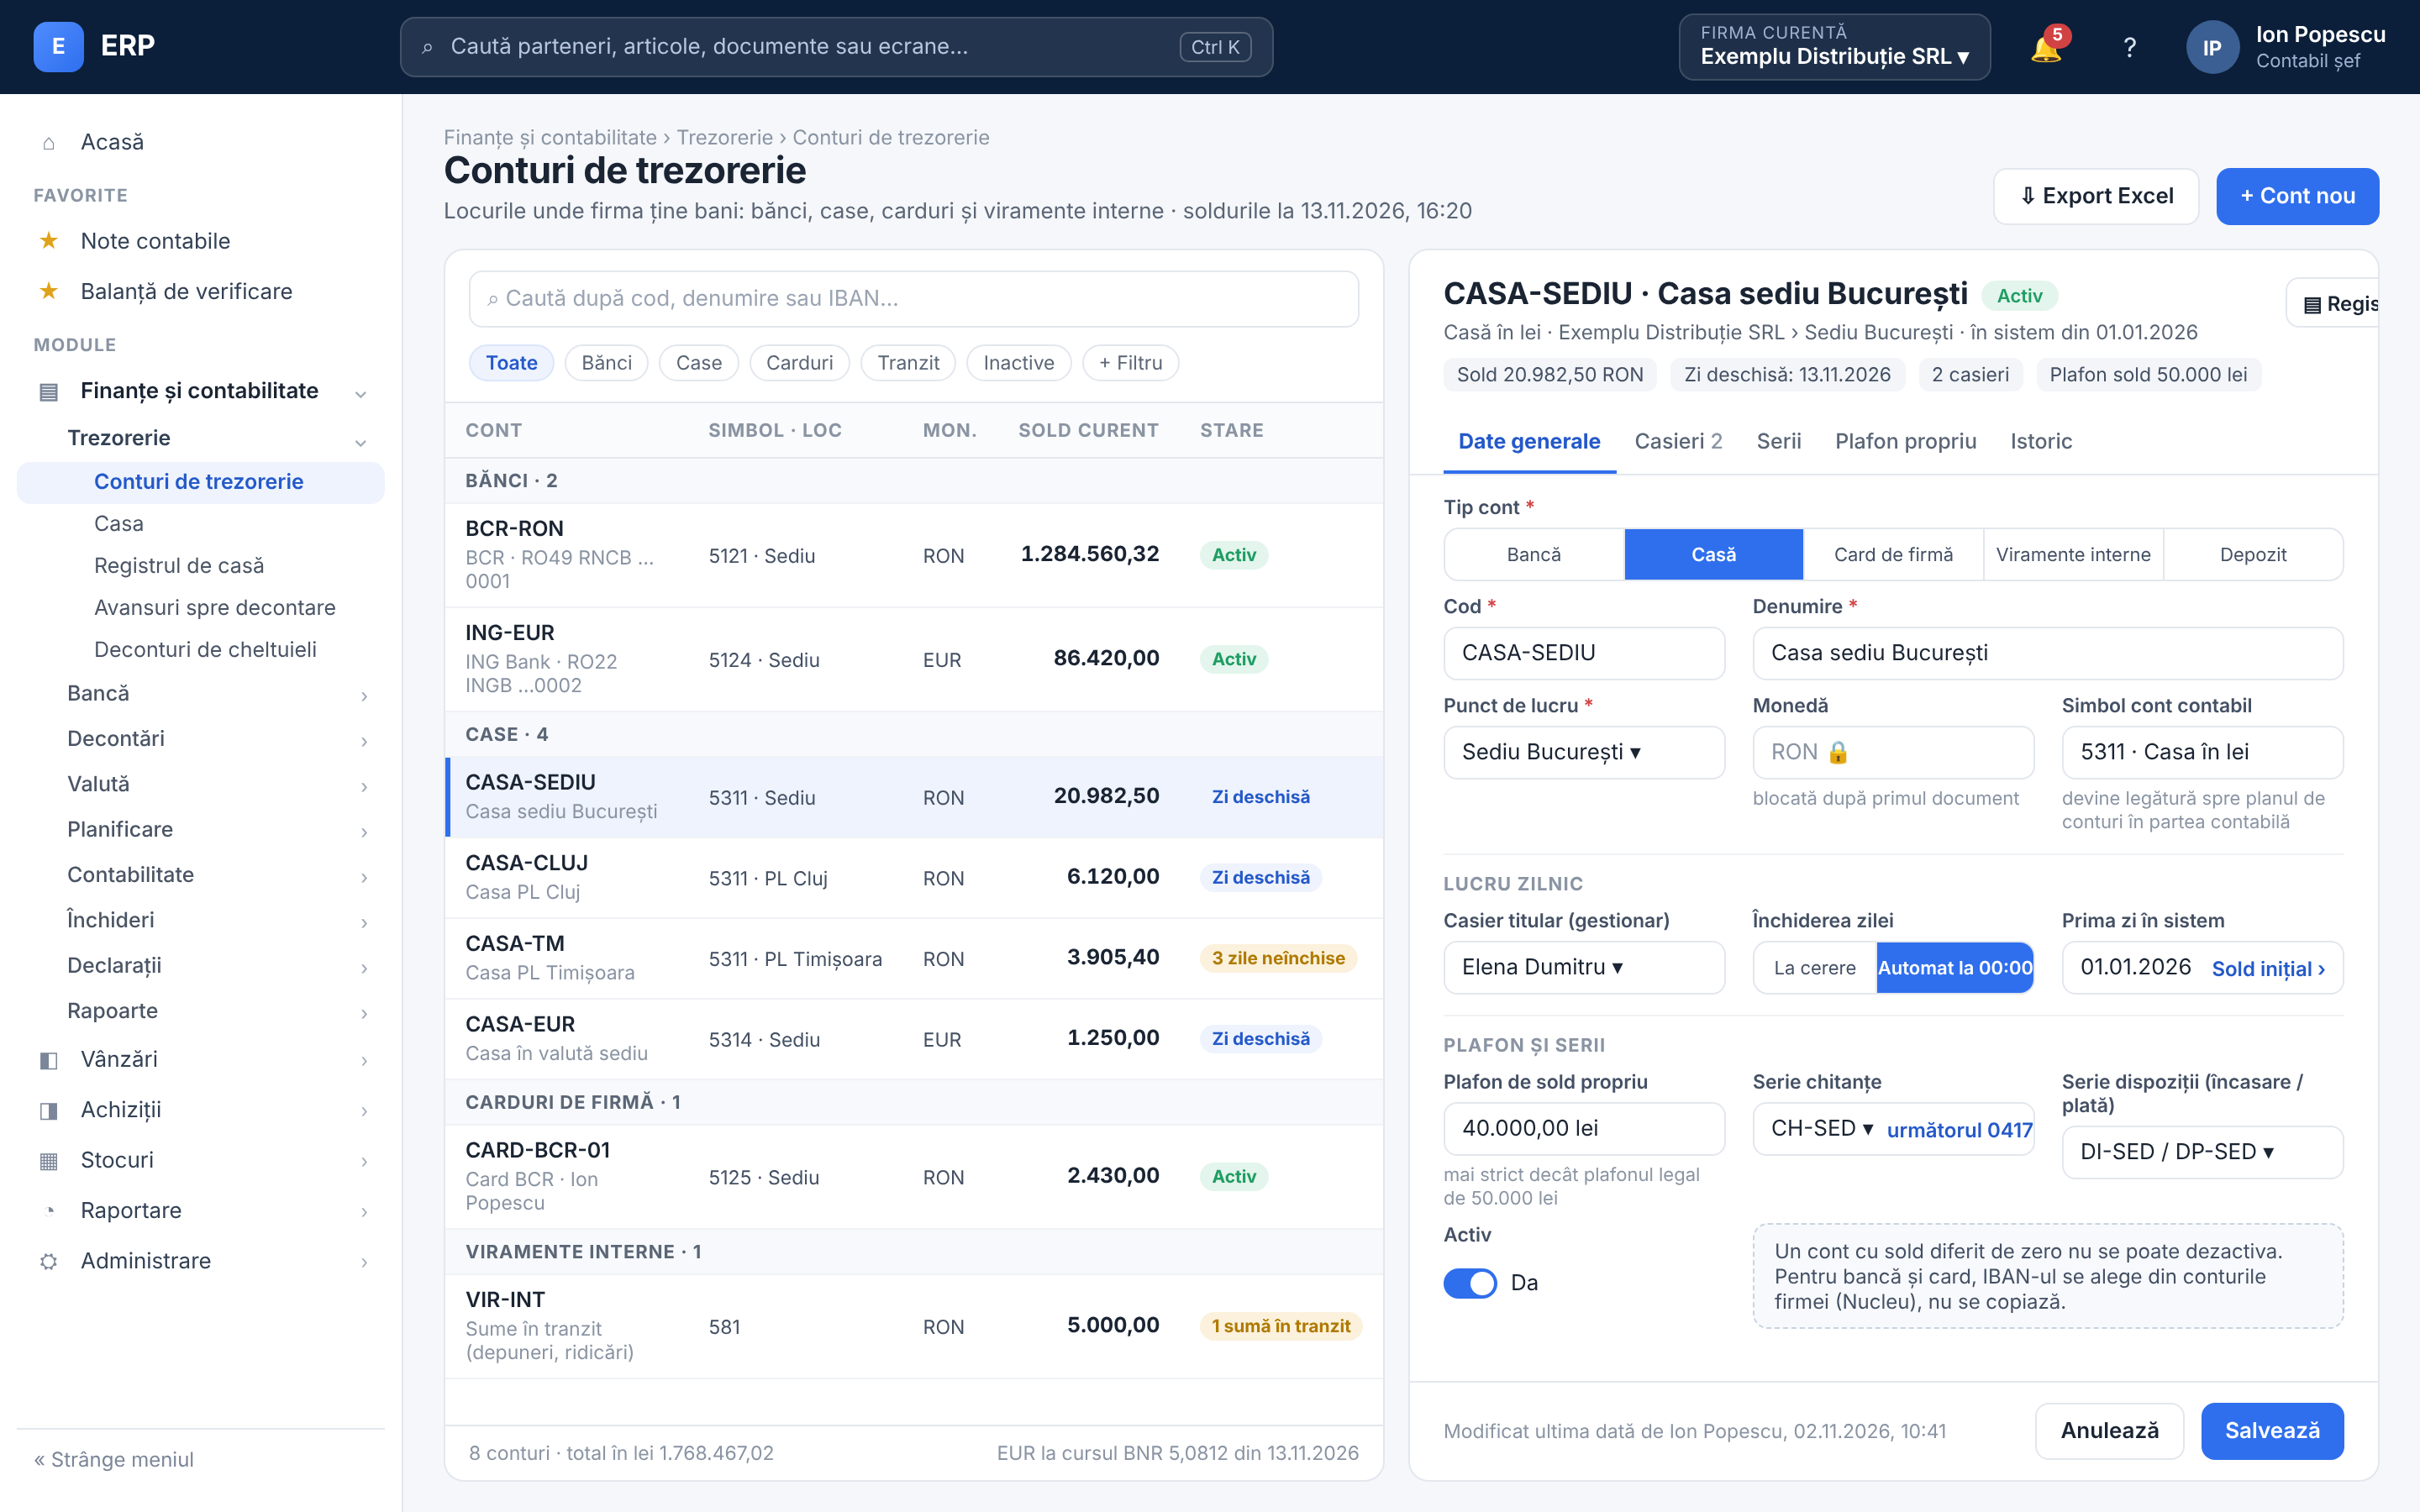 E ERP
Caută parteneri, articole, documente sau ecrane... Ctrl K
FIRMA CURENTĂ
Exemplu Distribuție SRL ▾
5
?
IP
Ion Popescu
Contabil șef
Acasă
FAVORITE
★ Note contabile
★ Balanță de verificare
MODULE
Finanțe și contabilitate
Trezorerie
Conturi de trezorerie
Casa
Registrul de casă
Avansuri spre decontare
Deconturi de cheltuieli
Bancă ›
Decontări ›
Valută ›
Planificare ›
Contabilitate ›
Închideri ›
Declarații ›
Rapoarte ›
Vânzări ›
Achiziții ›
Stocuri ›
Raportare ›
Administrare ›
« Strânge meniul
Finanțe și contabilitate › Trezorerie › Conturi de trezorerie
Conturi de trezorerie
Locurile unde firma ține bani: bănci, case, carduri și viramente interne · soldurile la 13.11.2026, 16:20
⇩ Export Excel
+ Cont nou
Caută după cod, denumire sau IBAN...
Toate Bănci Case Carduri Tranzit Inactive + Filtru
CONT SIMBOL · LOC MON. SOLD CURENT STARE
BĂNCI · 2
BCR-RON
BCR · RO49 RNCB ...
0001
5121 · Sediu RON 1.284.560,32 Activ
ING-EUR
ING Bank · RO22
INGB ...0002
5124 · Sediu EUR 86.420,00 Activ
CASE · 4
CASA-SEDIU
Casa sediu București
5311 · Sediu RON 20.982,50 Zi deschisă
CASA-CLUJ
Casa PL Cluj
5311 · PL Cluj RON 6.120,00 Zi deschisă
CASA-TM
Casa PL Timișoara
5311 · PL Timișoara RON 3.905,40 3 zile neînchise
CASA-EUR
Casa în valută sediu
5314 · Sediu EUR 1.250,00 Zi deschisă
CARDURI DE FIRMĂ · 1
CARD-BCR-01
Card BCR · Ion
Popescu
5125 · Sediu RON 2.430,00 Activ
VIRAMENTE INTERNE · 1
VIR-INT
Sume în tranzit
(depuneri, ridicări)
581 RON 5.000,00 1 sumă în tranzit
8 conturi · total în lei 1.768.467,02
EUR la cursul BNR 5,0812 din 13.11.2026
CASA-SEDIU · Casa sediu București Activ
Regis
Casă în lei · Exemplu Distribuție SRL › Sediu București · în sistem din 01.01.2026
Sold 20.982,50 RON Zi deschisă: 13.11.2026 2 casieri Plafon sold 50.000 lei
Date generale Casieri 2 Serii Plafon propriu Istoric
Tip cont *
Bancă Casă Card de firmă Viramente interne Depozit
Cod *
CASA-SEDIU
Denumire *
Casa sediu București
Punct de lucru *
Sediu București ▾
Monedă
RON 🔒
blocată după primul document
Simbol cont contabil
5311 · Casa în lei
devine legătură spre planul de
conturi în partea contabilă
LUCRU ZILNIC
Casier titular (gestionar)
Elena Dumitru ▾
Închiderea zilei
La cerere Automat la 00:00
Prima zi în sistem
01.01.2026 Sold inițial ›
PLAFON ȘI SERII
Plafon de sold propriu
40.000,00 lei
mai strict decât plafonul legal
de 50.000 lei
Serie chitanțe
CH-SED ▾ următorul 0417
Serie dispoziții (încasare /
plată)
DI-SED / DP-SED ▾
Activ
Da
Un cont cu sold diferit de zero nu se poate dezactiva.
Pentru bancă și card, IBAN-ul se alege din conturile
firmei (Nucleu), nu se copiază.
Modificat ultima dată de Ion Popescu, 02.11.2026, 10:41
Anulează
Salvează